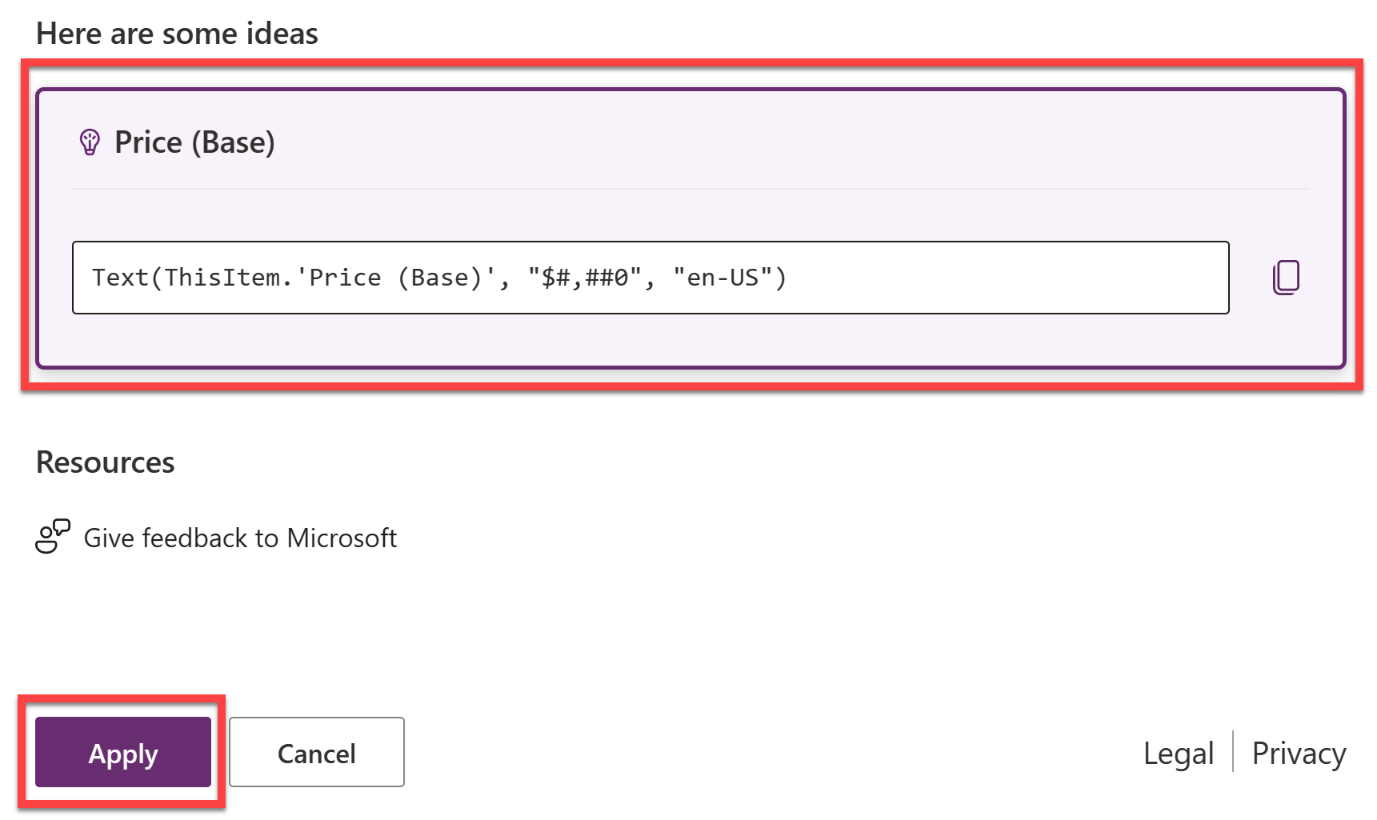 Here are some ideas
Price (Base)
Text(ThisItem.'Price (Base)', "$#,##0", "en-US")
Resources
Give feedback to Microsoft
Apply
Cancel
Legal
Privacy